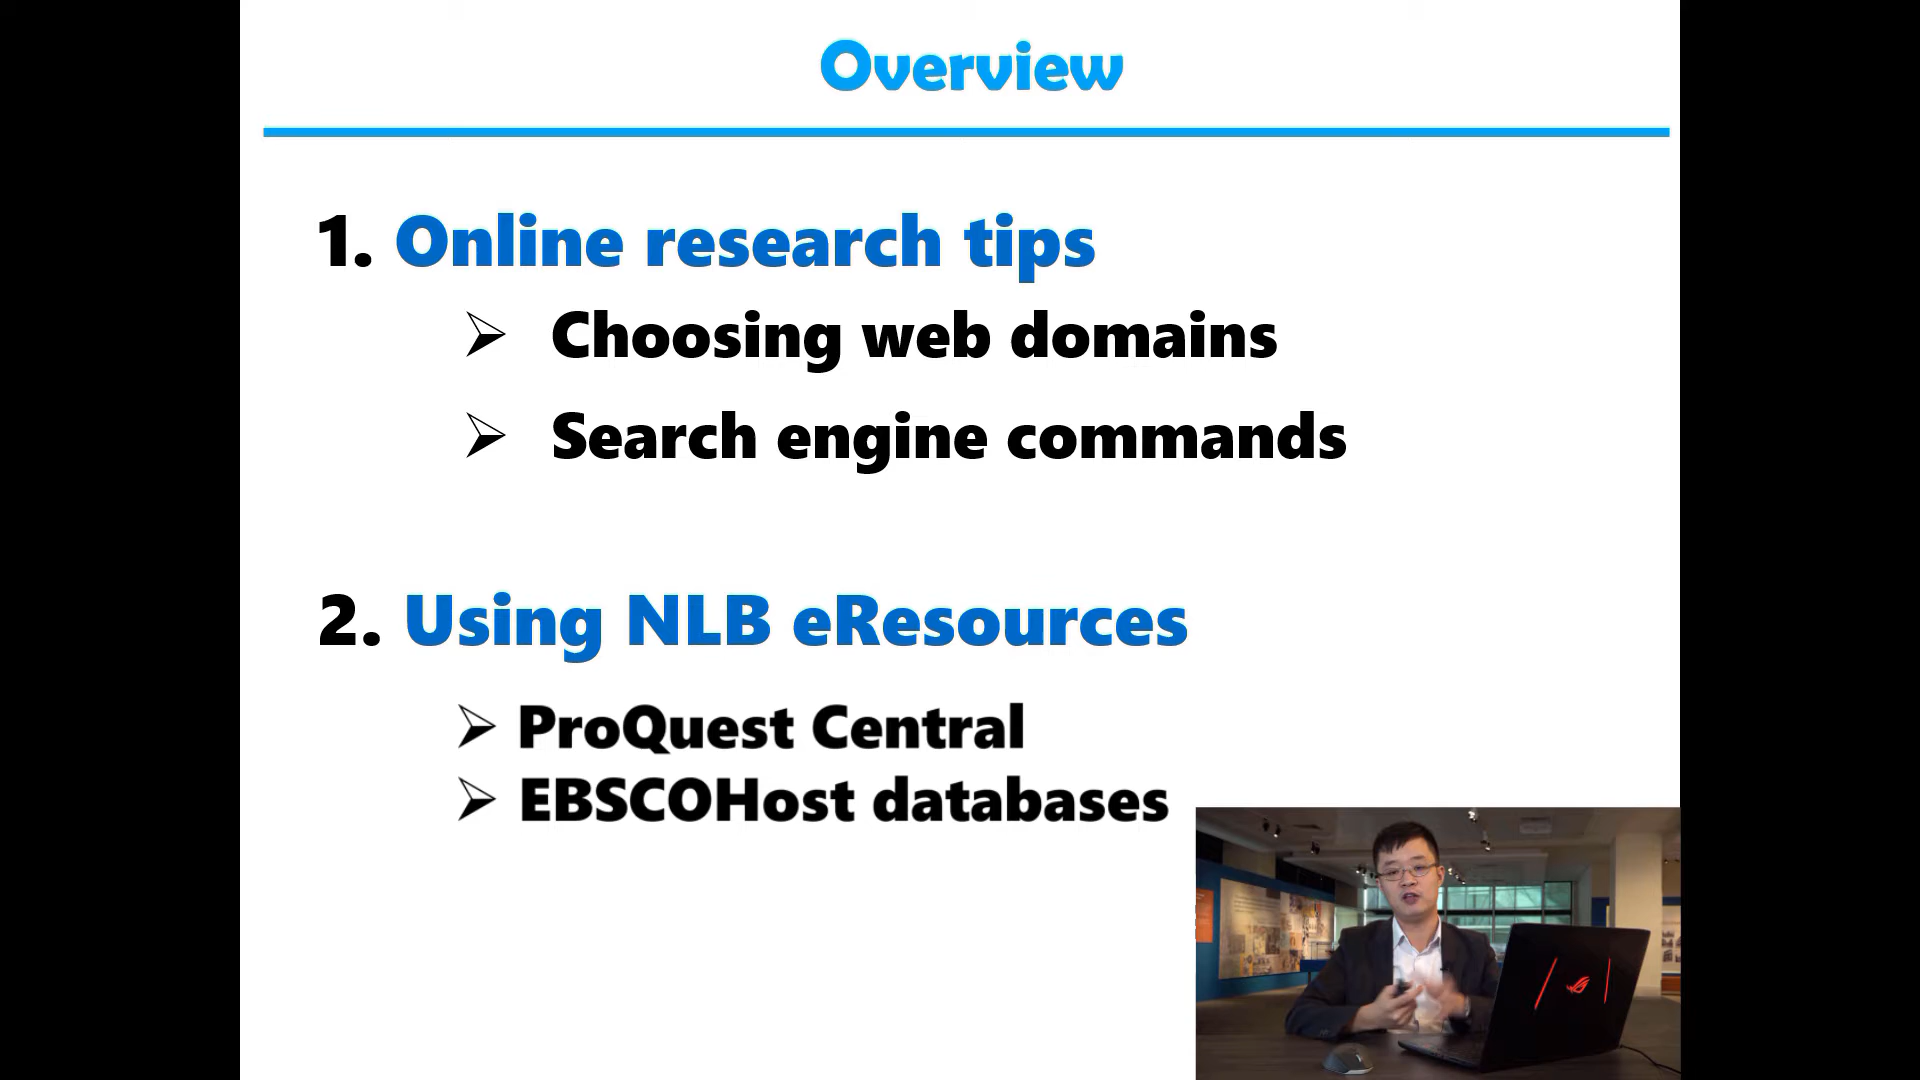 Overview
1. Online research tips
Choosing web domains
Search engine commands
2. Using NLB eResources
ProQuest Central
EBSCOHost databases